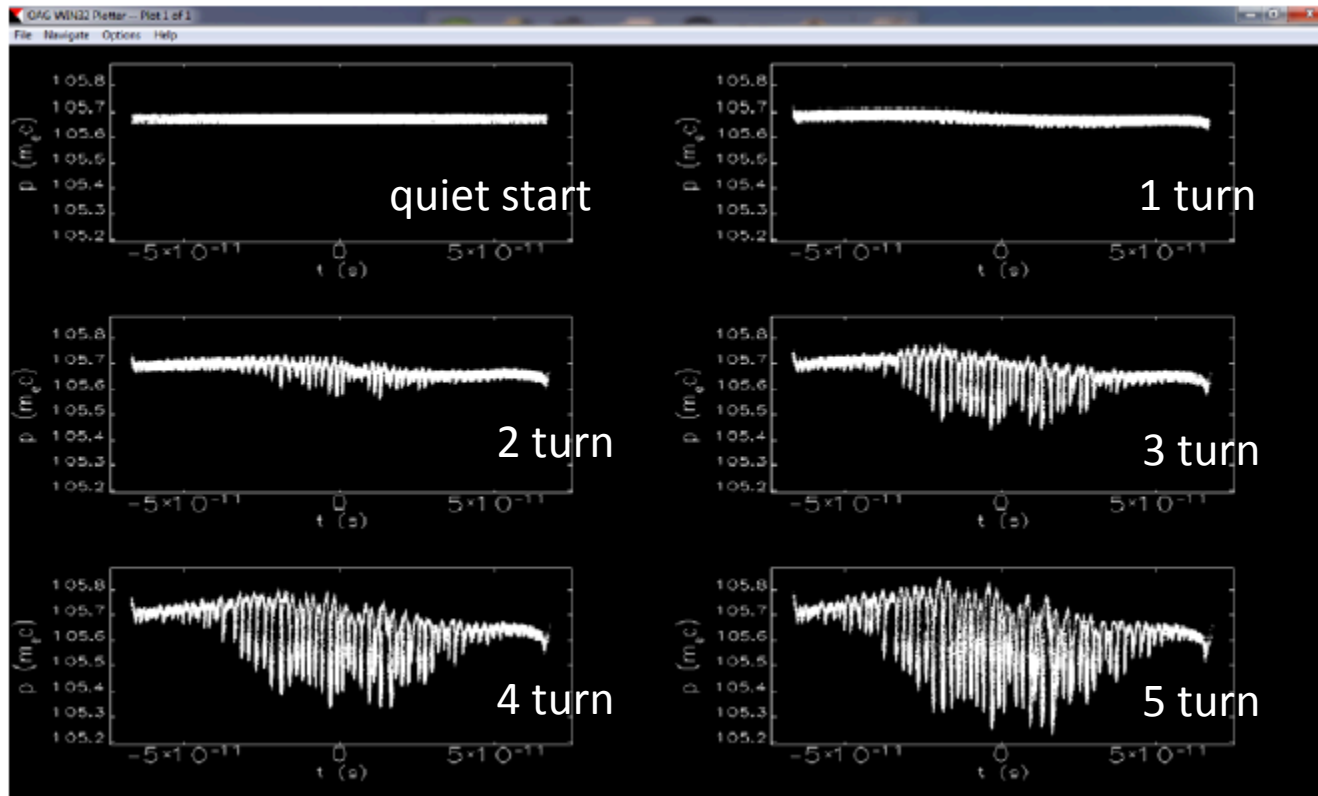 OAG WIN32 Plotter -- Plot 1 of 1
File Navigate Options Help
105.8
105.7
105.6
105.5
105.4
105.3
105.2
p (mₑc)
quiet start
−5×10⁻¹¹ 0 5×10⁻¹¹
t (s)
105.8
105.7
105.6
105.5
105.4
105.3
105.2
p (mₑc)
1 turn
−5×10⁻¹¹ 0 5×10⁻¹¹
t (s)
105.8
105.7
105.6
105.5
105.4
105.3
105.2
p (mₑc)
2 turn
−5×10⁻¹¹ 0 5×10⁻¹¹
t (s)
105.8
105.7
105.6
105.5
105.4
105.3
105.2
p (mₑc)
3 turn
−5×10⁻¹¹ 0 5×10⁻¹¹
t (s)
105.8
105.7
105.6
105.5
105.4
105.3
105.2
p (mₑc)
4 turn
−5×10⁻¹¹ 0 5×10⁻¹¹
t (s)
105.8
105.7
105.6
105.5
105.4
105.3
105.2
p (mₑc)
5 turn
−5×10⁻¹¹ 0 5×10⁻¹¹
t (s)